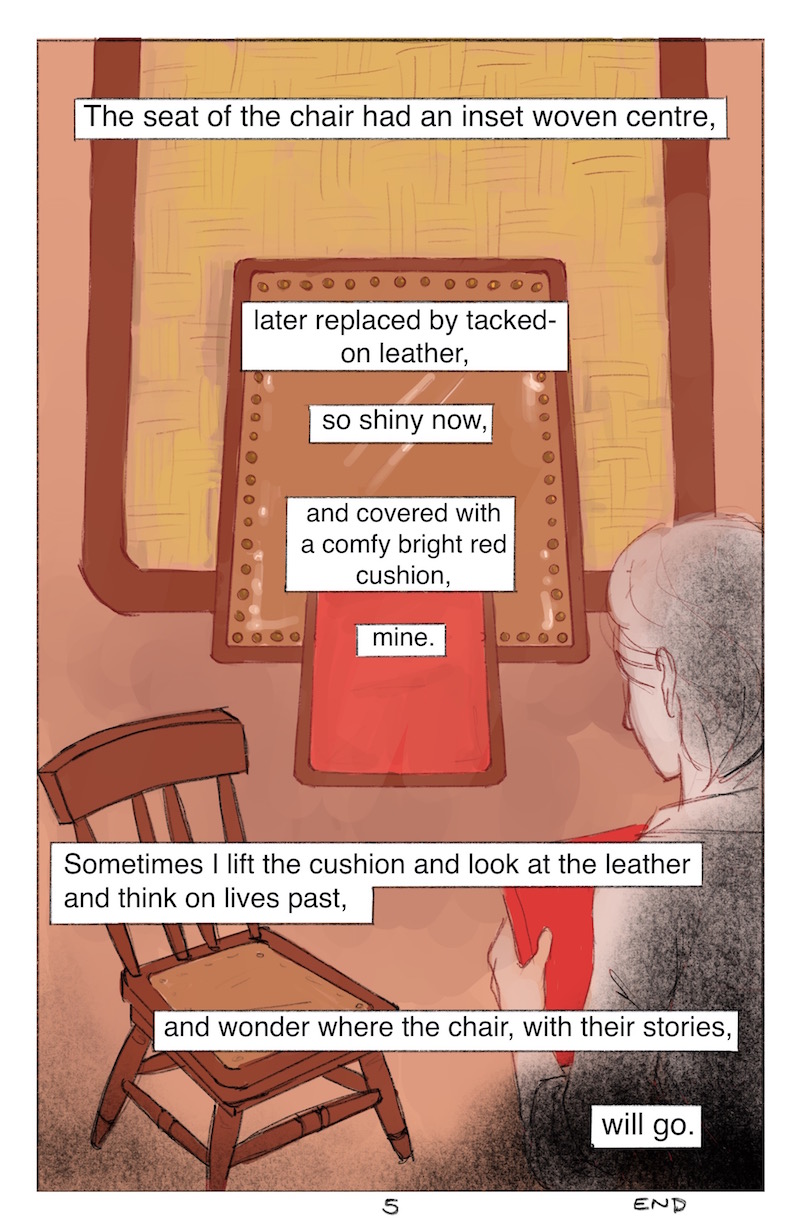 The seat of the chair had an inset woven centre,
later replaced by tacked-
on leather,
so shiny now,
and covered with
a comfy bright red
cushion,
mine.
Sometimes I lift the cushion and look at the leather
and think on lives past,
and wonder where the chair, with their stories,
will go.
5
END